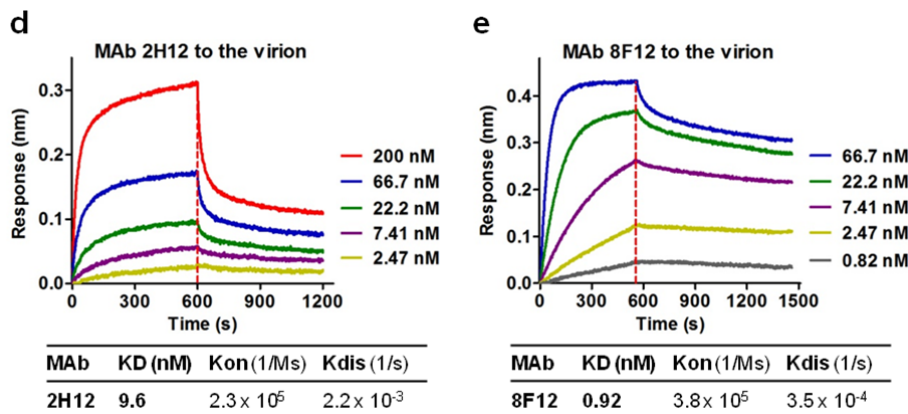 d
MAb 2H12 to the virion
Response (nm)
0.3
0.2
0.1
0.0
0 300 600 900 1200
Time (s)
200 nM
66.7 nM
22.2 nM
7.41 nM
2.47 nM
MAb KD (nM) Kon (1/Ms) Kdis (1/s)
2H12 9.6 2.3 x 10⁵ 2.2 x 10⁻³
e
MAb 8F12 to the virion
Response (nm)
0.4
0.3
0.2
0.1
0.0
0 300 600 900 1200 1500
Time (s)
66.7 nM
22.2 nM
7.41 nM
2.47 nM
0.82 nM
MAb KD (nM) Kon (1/Ms) Kdis (1/s)
8F12 0.92 3.8 x 10⁵ 3.5 x 10⁻⁴